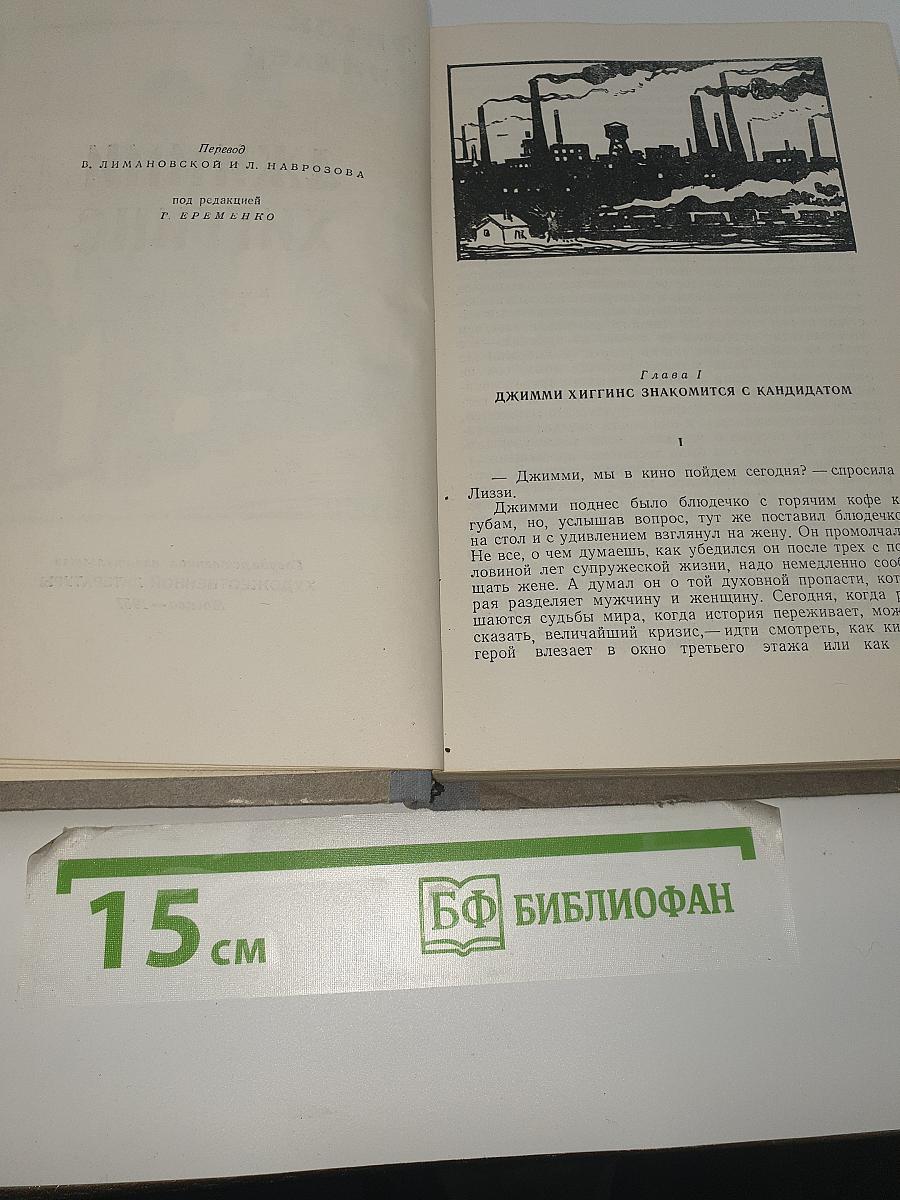 Перевод
В. ЛИМАНОВСКОЙ И Л. НАВРОЗОВА
под редакцией
Г. ЕРЕМЕНКО
Глава I
ДЖИММИ ХИГГИНС ЗНАКОМИТСЯ С КАНДИДАТОМ
I
— Джимми, мы в кино пойдем сегодня? — спросила
Лиззи.
Джимми поднес было блюдечко с горячим кофе к
губам, но, услышав вопрос, тут же поставил блюдечко
на стол и с удивлением взглянул на жену. Он промолчал.
Не все, о чем думаешь, как убедился он после трех с по
ловиной лет супружеской жизни, надо немедленно сооб
щать жене. А думал он о той духовной пропасти, кото
рая разделяет мужчину и женщину. Сегодня, когда р
шаются судьбы мира, когда история переживает, мож
сказать, величайший кризис,— идти смотреть, как ки
герой влезает в окно третьего этажа или как
15 см
БФ БИБЛИОФАН